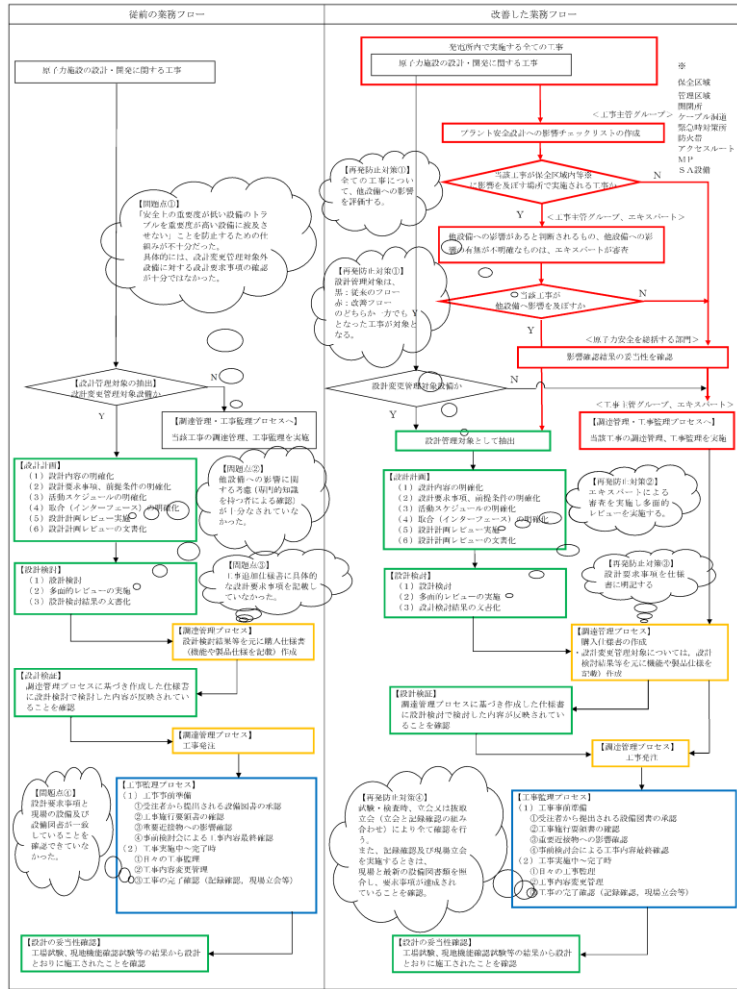 従前の業務フロー
原子力施設の設計・開発に関する工事
【問題点①】
「安全上の重要度が低い設備のトラ
ブルを重要度が高い設備に波及さ
せない」ことを防止するための仕
組みが不十分だった。
具体的には、設計変更管理対象外
設備に対する設計要求事項の確認
が十分ではなかった。
【設計管理対象の抽出】
設計変更管理対象設備か
N
Y
【調達管理・工事監理プロセスへ】
当該工事の調達管理、工事監理を実施
【設計計画】
(1)設計内容の明確化
(2)設計要求事項、前提条件の明確化
(3)活動スケジュールの明確化
(4)取合(インターフェース)の明確化
(5)設計計画レビュー実施
(6)設計計画レビューの文書化
【問題点②】
他設備への影響に関
する考慮(専門的知識
を持つ者による確認)
が十分なされていな
かった。
【設計検討】
(1)設計検討
(2)多面的レビューの実施
(3)設計検討結果の文書化
【問題点③】
工事追加仕様書に具体的
な設計要求事項を記載し
ていなかった。
【調達管理プロセス】
設計検討結果等を元に購入仕様書
(機能や製品仕様を記載)作成
【設計検証】
調達管理プロセスに基づき作成した仕様書
に設計検討で検討した内容が反映されてい
ることを確認
【調達管理プロセス】
工事発注
【問題点④】
設計要求事項と
現場の設備及び
設備図書が一致
していることを
確認できてい
なかった。
【工事監理プロセス】
(1)工事事前準備
①受注者から提出される設備図書の承認
②工事施行要領書の確認
③重要近接物への影響確認
④事前検討会による工事内容最終確認
(2)工事実施中~完了時
①日々の工事監理
②工事内容変更管理
③工事の完了確認(記録確認、現場立会等)
【設計の妥当性確認】
工場試験、現地機能確認試験等の結果から設計
とおりに施工されたことを確認
改善した業務フロー
発電所内で実施する全ての工事
原子力施設の設計・開発に関する工事
※
保全区域
管理区域
開閉所
ケーブル洞道
緊急時対策所
防火帯
アクセスルート
MP
SA設備
<工事主管グループ>
プラント安全設計への影響チェックリストの作成
【再発防止対策①】
全ての工事につい
て、他設備への影響
を評価する。
当該工事が保全区域内等※
に影響を及ぼす場所で実施される工事か
N
Y
<工事主管グループ、エキスパート>
他設備への影響があると判断されるもの、他設備への影
響の有無が不明確なものは、エキスパートが審査
【再発防止対策①】
設計管理対象は、
黒:従来のフロー
赤:改善フロー
のどちらか一方でも
となった工事が対象と
なる。
Y
当該工事が
他設備へ影響を及ぼすか
N
Y
<原子力安全を総括する部門>
影響確認結果の妥当性を確認
設計変更管理対象設備か
N
Y
<工事主管グループ、エキスパート>
【調達管理・工事監理プロセスへ】
当該工事の調達管理、工事監理を実施
設計管理対象として抽出
【設計計画】
(1)設計内容の明確化
(2)設計要求事項、前提条件の明確化
(3)活動スケジュールの明確化
(4)取合(インターフェース)の明確化
(5)設計計画レビュー実施
(6)設計計画レビューの文書化
【再発防止対策②】
エキスパートによる
審査を実施し多面的
レビューを実施する。
【設計検討】
(1)設計検討
(2)多面的レビューの実施
(3)設計検討結果の文書化
【再発防止対策③】
設計要求事項を仕様
書に明記する
【調達管理プロセス】
購入仕様書の作成
・設計変更管理対象については、設計
検討結果等を元に機能や製品仕様を
記載)作成
【設計検証】
調達管理プロセスに基づき作成した仕様書
に設計検討で検討した内容が反映されてい
ることを確認
【調達管理プロセス】
工事発注
【再発防止対策④】
試験・検査時、立会又は抜取
立会(立会と記録確認の組み
合わせ)により全て確認を行
う。
また、記録確認及び現場立会
を実施するときは、
現場と最新の設備図書類を照
合し、要求事項が達成され
ていることを確認。
【工事監理プロセス】
(1)工事事前準備
①受注者から提出される設備図書の承認
②工事施行要領書の確認
③重要近接物への影響確認
④事前検討会による工事内容最終確認
(2)工事実施中~完了時
①日々の工事監理
②工事内容変更管理
③工事の完了確認(記録確認、現場立会等)
【設計の妥当性確認】
工場試験、現地機能確認試験等の結果から設計
とおりに施工されたことを確認